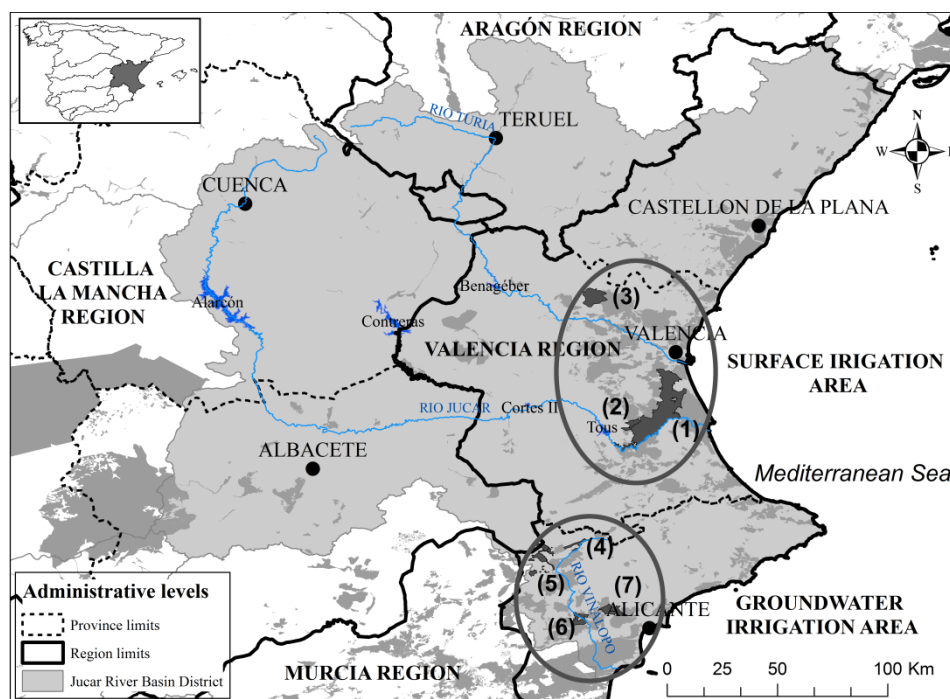 ARAGÓN REGION
RIO TURIA
TERUEL
N
W
E
S
CUENCA
CASTELLON DE LA PLANA
CASTILLA
LA MANCHA
REGION
Alarcón
Benagéber
(3)
Contreras
VALENCIA
VALENCIA REGION
SURFACE IRIGATION
AREA
RIO JUCAR
Cortes II
(2)
Tous
(1)
ALBACETE
Mediterranean Sea
(4)
(5)
RIO VINALOPO
(7)
ALICANTE
(6)
GROUNDWATER
IRRIGATION AREA
MURCIA REGION
Administrative levels
Province limits
Region limits
Jucar River Basin District
0 25 50 100 Km